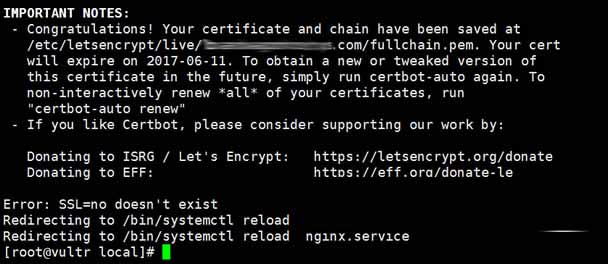 IMPORTANT NOTES:
- Congratulations! Your certificate and chain have been saved at
/etc/letsencrypt/live/ .com/fullchain.pem. Your cert
will expire on 2017-06-11. To obtain a new or tweaked version of
this certificate in the future, simply run certbot-auto again. To
non-interactively renew *all* of your certificates, run
"certbot-auto renew"
- If you like Certbot, please consider supporting our work by:
Donating to ISRG / Let's Encrypt: https://letsencrypt.org/donate
Donating to EFF: https://eff.org/donate-le
Error: SSL=no doesn't exist
Redirecting to /bin/systemctl reload
Redirecting to /bin/systemctl reload nginx.service
[root@vultr local]#